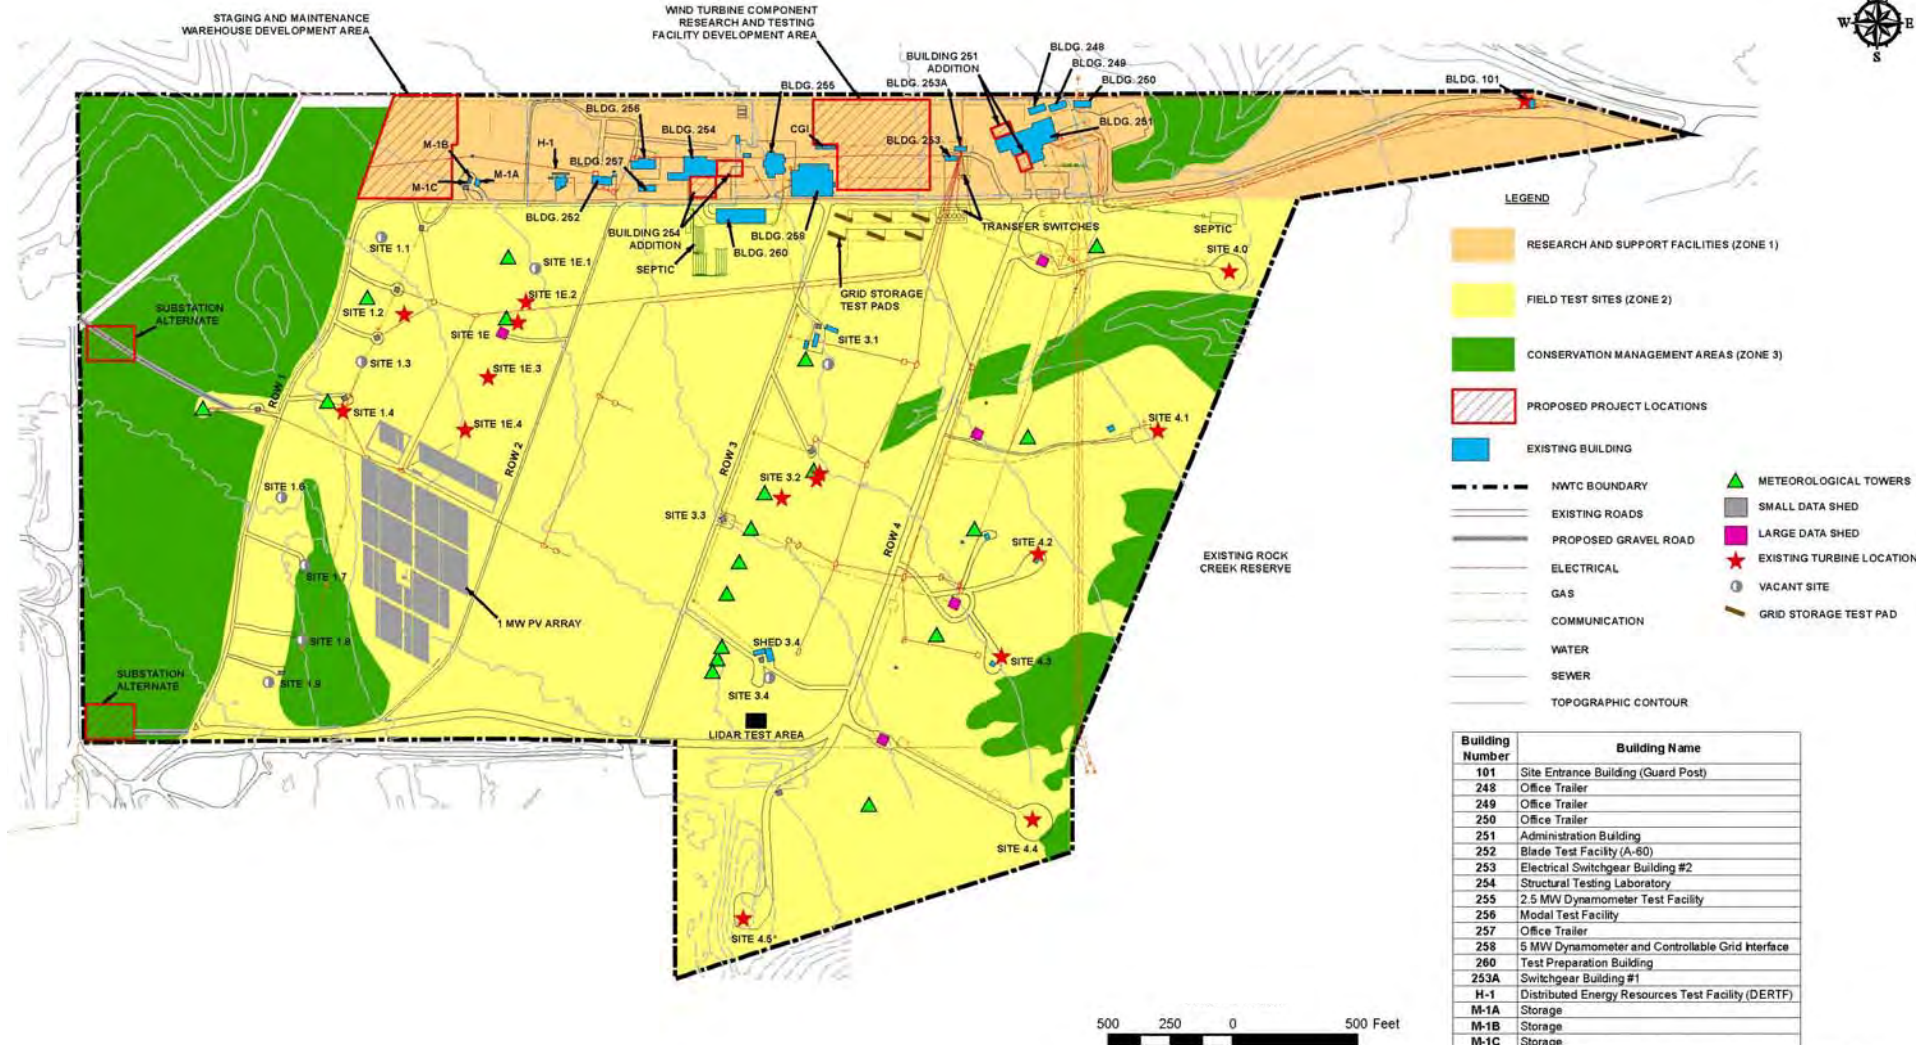 STAGING AND MAINTENANCE
WAREHOUSE DEVELOPMENT AREA
WIND TURBINE COMPONENT
RESEARCH AND TESTING
FACILITY DEVELOPMENT AREA
BUILDING 251
ADDITION
BLDG. 248
BLDG. 249
BLDG. 260
BLDG. 253A
BLDG. 255
BLDG. 101
W
E
S
BLDG. 256
BLDG. 254
CGI
BLDG. 251
BLDG. 253
M-1B
H-1
BLDG. 257
M-1A
M-1C
BLDG. 252
BUILDING 254
ADDITION
BLDG. 258
BLDG. 260
SEPTIC
TRANSFER SWITCHES
SEPTIC
GRID STORAGE
TEST PADS
SITE 1.1
SITE 1E.1
SITE 4.0
SITE 1E.2
SITE 1.2
SUBSTATION
ALTERNATE
SITE 1E
SITE 3.1
SITE 1.3
SITE 1E.3
ROW 1
SITE 1.4
SITE 1E.4
SITE 4.1
ROW 2
ROW 3
SITE 3.2
SITE 1.6
SITE 3.3
ROW 4
SITE 4.2
EXISTING ROCK
CREEK RESERVE
SITE 1.7
1 MW PV ARRAY
SITE 1.8
SHED 3.4
SITE 4.3
SUBSTATION
ALTERNATE
SITE 1.9
SITE 3.4
LIDAR TEST AREA
SITE 4.4
SITE 4.5*
LEGEND
RESEARCH AND SUPPORT FACILITIES (ZONE 1)
FIELD TEST SITES (ZONE 2)
CONSERVATION MANAGEMENT AREAS (ZONE 3)
PROPOSED PROJECT LOCATIONS
EXISTING BUILDING
NWTC BOUNDARY
EXISTING ROADS
PROPOSED GRAVEL ROAD
ELECTRICAL
GAS
COMMUNICATION
WATER
SEWER
TOPOGRAPHIC CONTOUR
METEOROLOGICAL TOWERS
SMALL DATA SHED
LARGE DATA SHED
EXISTING TURBINE LOCATION
VACANT SITE
GRID STORAGE TEST PAD
Building Number Building Name
101 Site Entrance Building (Guard Post)
248 Office Trailer
249 Office Trailer
250 Office Trailer
251 Administration Building
252 Blade Test Facility (A-60)
253 Electrical Switchgear Building #2
254 Structural Testing Laboratory
255 2.5 MW Dynamometer Test Facility
256 Modal Test Facility
257 Office Trailer
258 5 MW Dynamometer and Controllable Grid Interface
260 Test Preparation Building
253A Switchgear Building #1
H-1 Distributed Energy Resources Test Facility (DERTF)
M-1A Storage
M-1B Storage
M-1C Storage
500 250 0 500 Feet